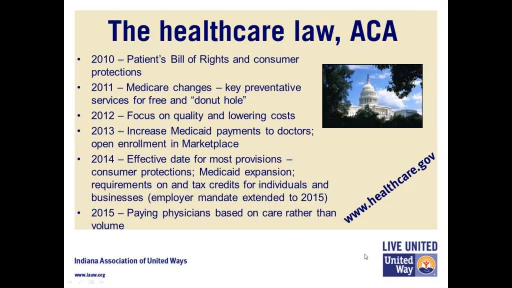 The healthcare law, ACA
• 2010 – Patient's Bill of Rights and consumer
protections
• 2011 – Medicare changes – key preventative
services for free and "donut hole"
• 2012 – Focus on quality and lowering costs
• 2013 – Increase Medicaid payments to doctors;
open enrollment in Marketplace
• 2014 – Effective date for most provisions –
consumer protections; Medicaid expansion;
requirements on and tax credits for individuals and
businesses (employer mandate extended to 2015)
• 2015 – Paying physicians based on care rather than
volume
www.healthcare.gov
LIVE UNITED
United
Way
Indiana Association of United Ways
www.iauw.org